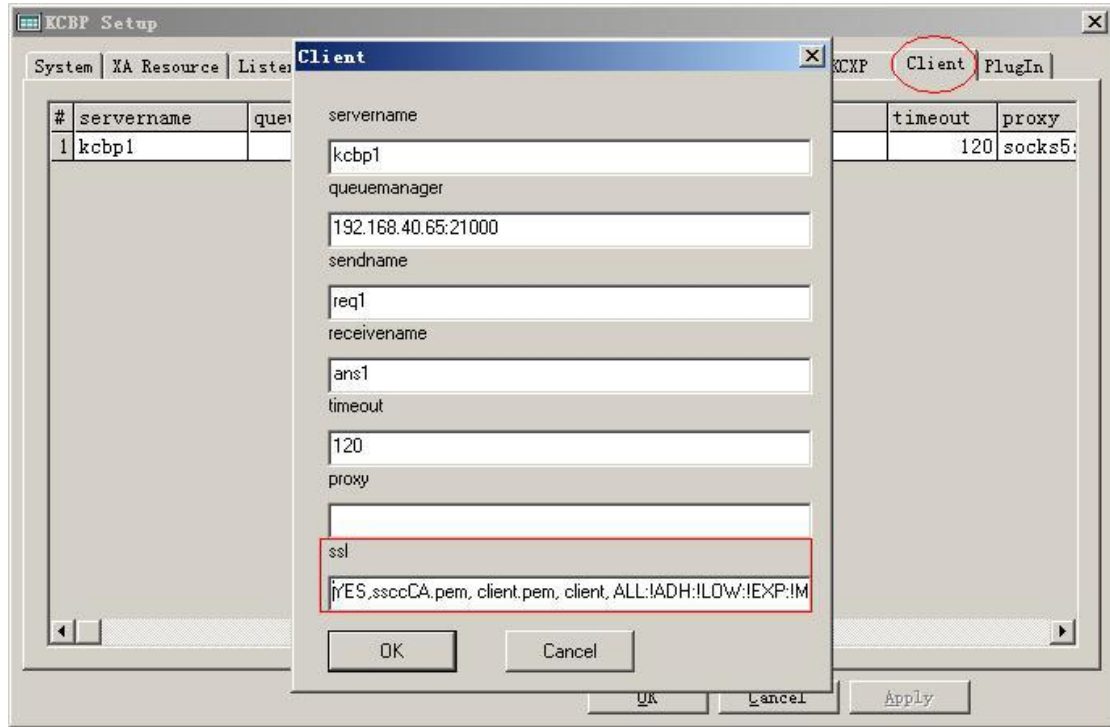 KCBP Setup
System XA Resource Client KCXP Client PlugIn
# servername timeout proxy
1 kcbp1 120 socks5:
servername
kcbp1
queuemanager
192.168.40.65:21000
sendname
req1
receivename
ans1
timeout
120
proxy
ssl
YES,ssccCA.pem, client.pem, client, ALL:!ADH:!LOW:!EXP:!M
OK Cancel
OK Cancel Apply